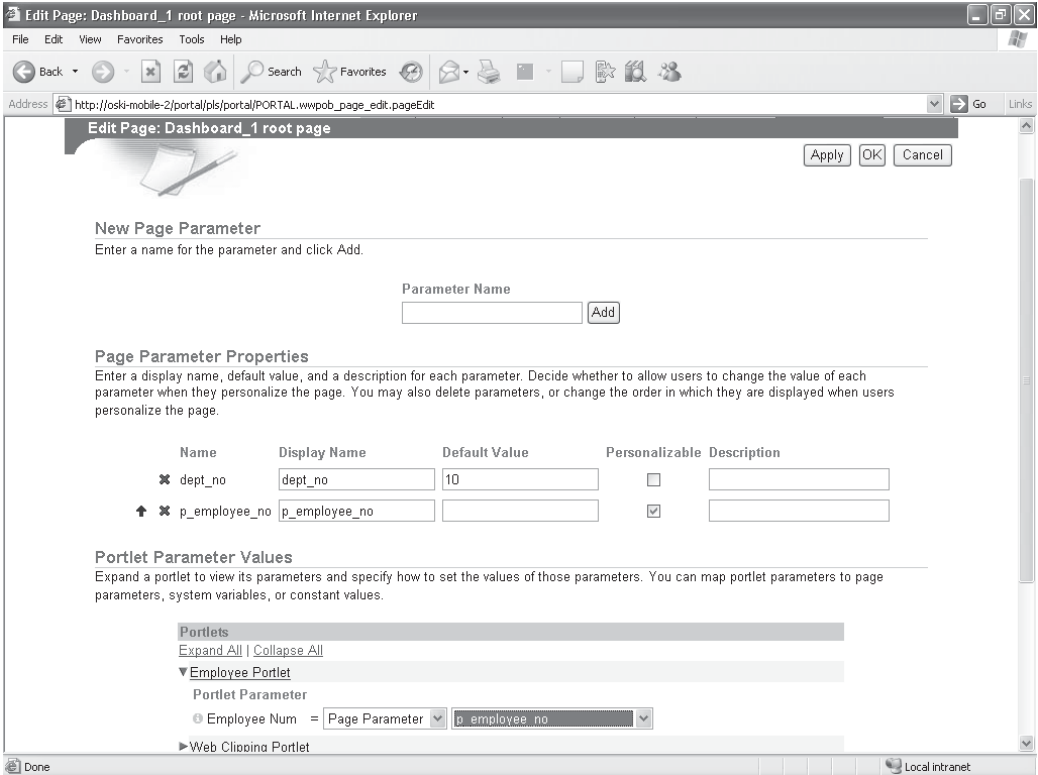 Edit Page: Dashboard_1 root page - Microsoft Internet Explorer
File Edit View Favorites Tools Help
Back Search Favorites
Address http://oski-mobile-2/portal/pls/portal/PORTAL.wwpob_page_edit.pageEdit Go Links
Edit Page: Dashboard_1 root page
Apply OK Cancel
New Page Parameter
Enter a name for the parameter and click Add.
Parameter Name
Add
Page Parameter Properties
Enter a display name, default value, and a description for each parameter. Decide whether to allow users to change the value of each
parameter when they personalize the page. You may also delete parameters, or change the order in which they are displayed when users
personalize the page.
Name Display Name Default Value Personalizable Description
dept_no dept_no 10
p_employee_no p_employee_no
Portlet Parameter Values
Expand a portlet to view its parameters and specify how to set the values of those parameters. You can map portlet parameters to page
parameters, system variables, or constant values.
Portlets
Expand All | Collapse All
Employee Portlet
Portlet Parameter
Employee Num = Page Parameter p_employee_no
Web Clipping Portlet
Done Local intranet